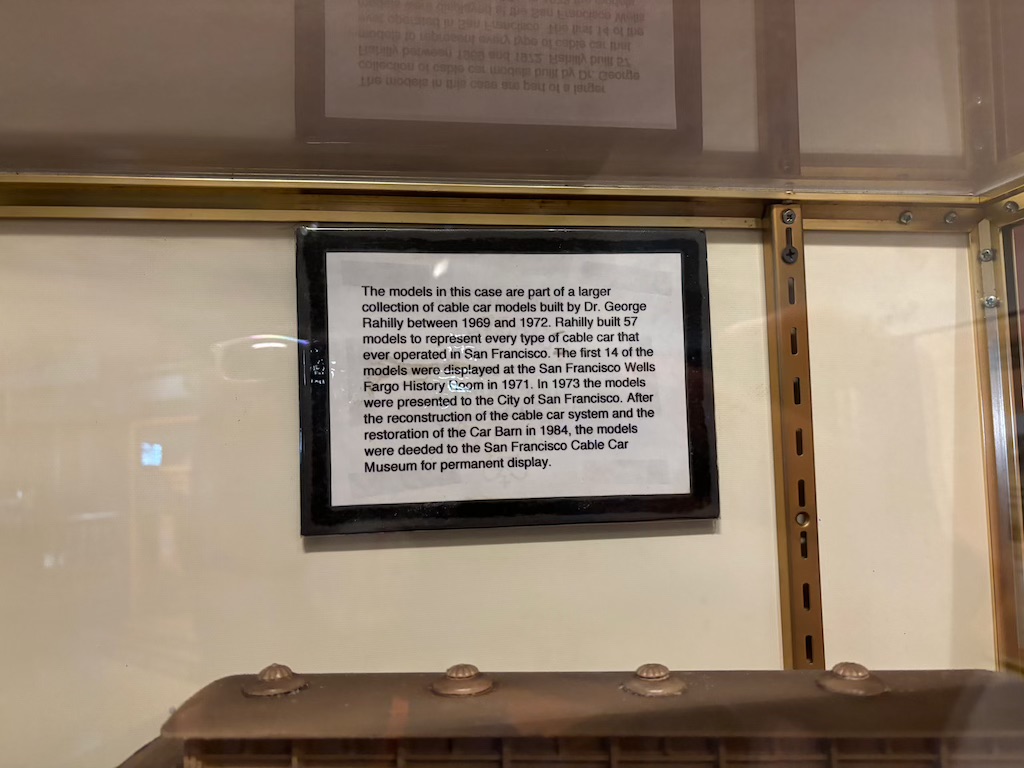 The models in this case are part of a larger
collection of cable car models built by Dr. George
Rahilly between 1969 and 1972. Rahilly built 57
models to represent every type of cable car that
ever operated in San Francisco. The first 14 of the
models were displayed at the San Francisco Wells
Fargo History Room in 1971. In 1973 the models
were presented to the City of San Francisco. After
the reconstruction of the cable car system and the
restoration of the Car Barn in 1984, the models
were deeded to the San Francisco Cable Car
Museum for permanent display.